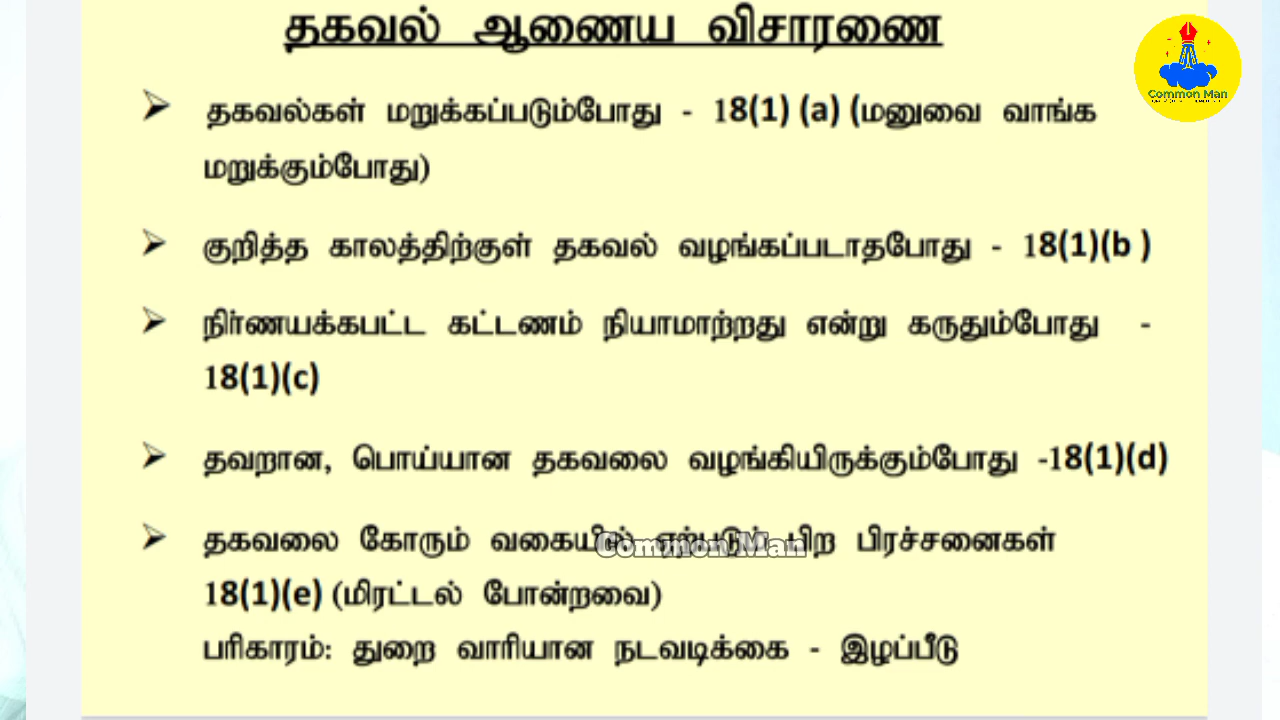 தகவல் ஆணைய விசாரணை
Common Man
➤ தகவல்கள் மறுக்கப்படும்போது - 18(1) (a) (மனுவை வாங்க
மறுக்கும்போது)
➤ குறித்த காலத்திற்குள் தகவல் வழங்கப்படாதபோது - 18(1)(b )
➤ நிர்ணயக்கபட்ட கட்டணம் நியாமாற்றது என்று கருதும்போது -
18(1)(c)
➤ தவறான, பொய்யான தகவலை வழங்கியிருக்கும்போது -18(1)(d)
➤ தகவலை கோரும் வகையில் ஏற்படும் பிற பிரச்சனைகள்
Common Man
18(1)(e) (மிரட்டல் போன்றவை)
பரிகாரம்: துறை வாரியான நடவடிக்கை - இழப்பீடு